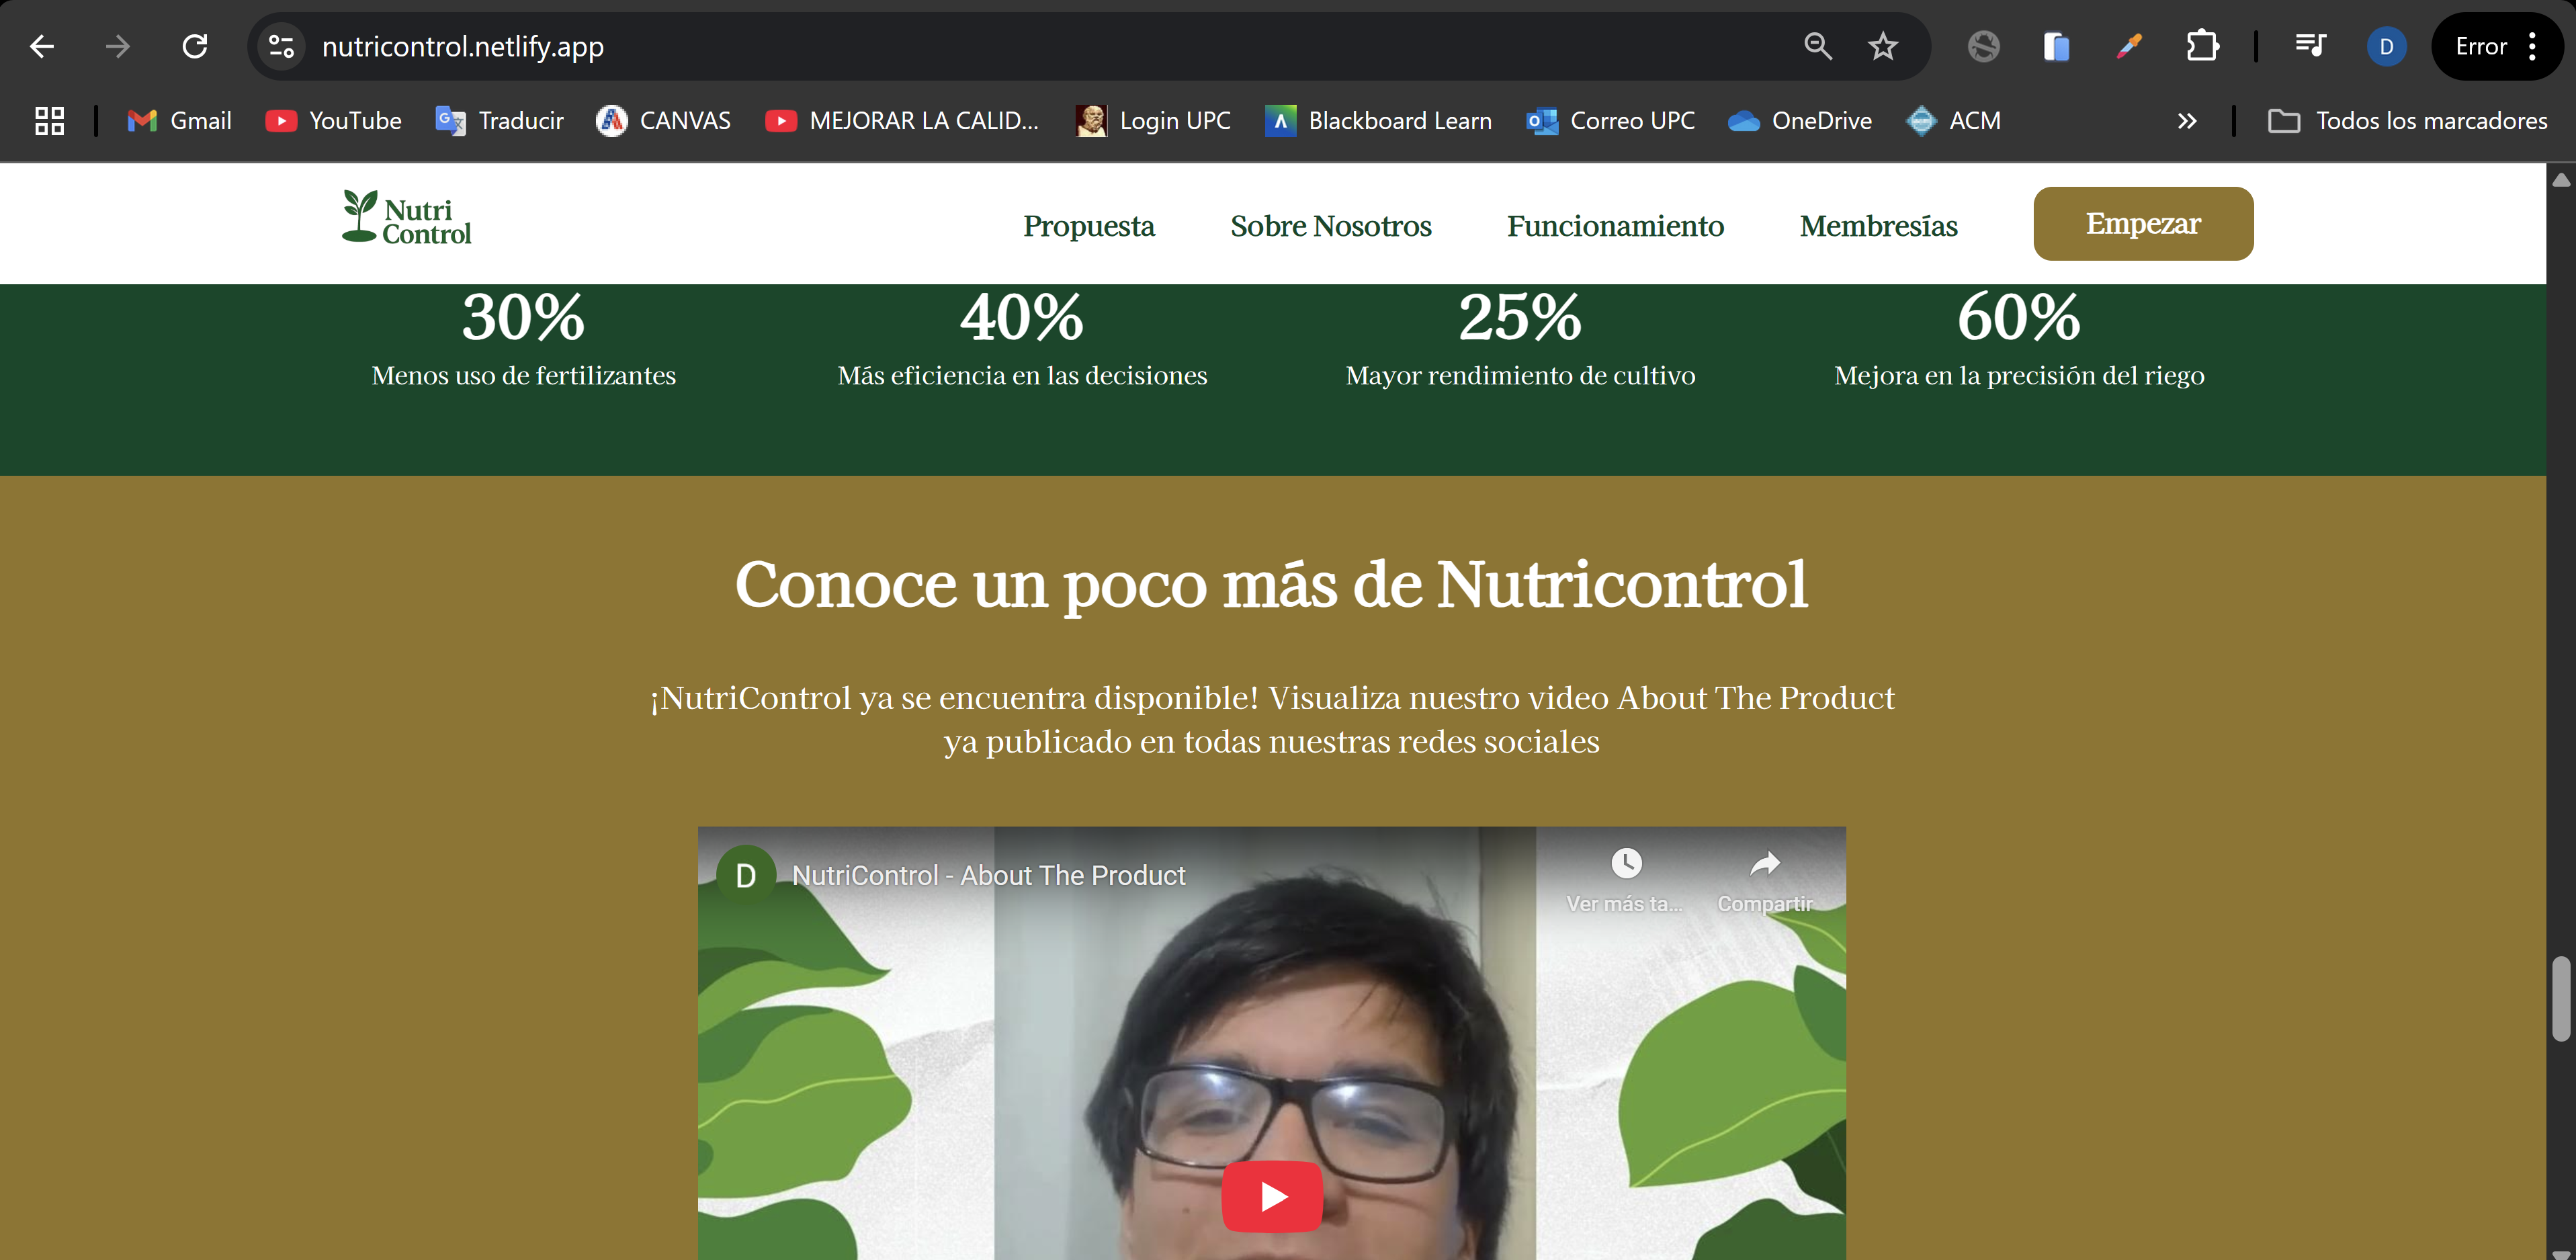 nutricontrol.netlify.app
Error
D
Gmail
YouTube
Traducir
CANVAS
MEJORAR LA CALID...
Login UPC
Blackboard Learn
Correo UPC
OneDrive
ACM
Todos los marcadores
Nutri
Control
Propuesta
Sobre Nosotros
Funcionamiento
Membresías
Empezar
30%
Menos uso de fertilizantes
40%
Más eficiencia en las decisiones
25%
Mayor rendimiento de cultivo
60%
Mejora en la precisión del riego
Conoce un poco más de Nutricontrol
¡NutriControl ya se encuentra disponible! Visualiza nuestro video About The Product
ya publicado en todas nuestras redes sociales
D
NutriControl - About The Product
Ver más ta...
Compartir